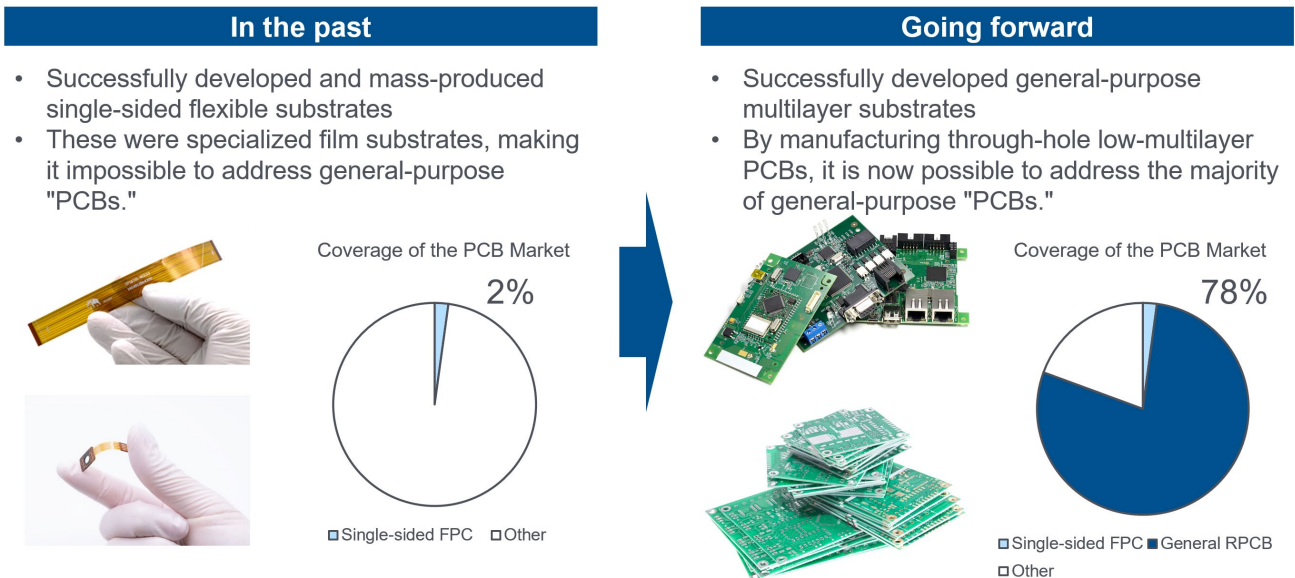 In the past
• Successfully developed and mass-produced
single-sided flexible substrates
• These were specialized film substrates, making
it impossible to address general-purpose
"PCBs."
Coverage of the PCB Market
2%
Single-sided FPC Other
Going forward
• Successfully developed general-purpose
multilayer substrates
• By manufacturing through-hole low-multilayer
PCBs, it is now possible to address the majority
of general-purpose "PCBs."
Coverage of the PCB Market
78%
Single-sided FPC General RPCB
Other